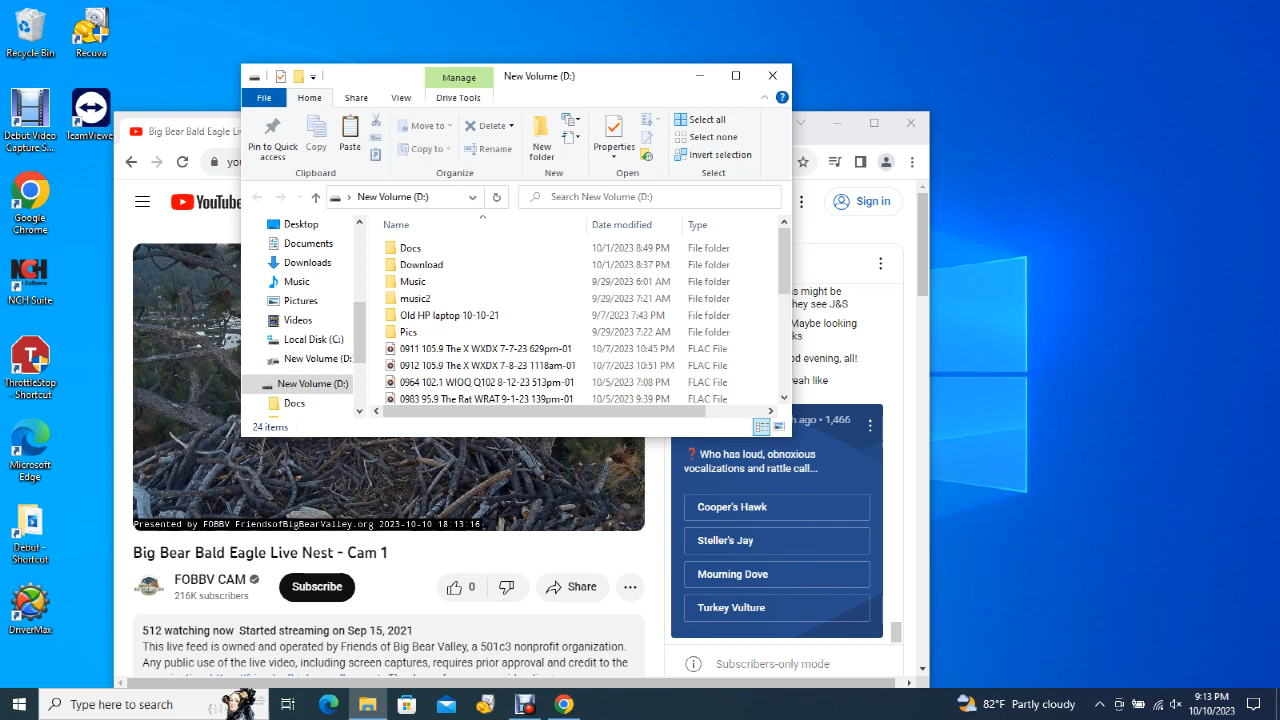 Recycle Bin
Recuva
Debut Video
Capture S...
TeamViewer
Google
Chrome
NCH Software
NCH Suite
ThrottleStop
- Shortcut
Microsoft
Edge
Debut -
Shortcut
DriverMax
Manage
New Volume (D:)
File
Home
Share
View
Drive Tools
Pin to Quick
access
Copy
Paste
Clipboard
Move to
Copy to
Delete
Rename
Organize
New
folder
New
Properties
Open
Select all
Select none
Invert selection
Select
New Volume (D:)
Search New Volume (D:)
Desktop
Documents
Downloads
Music
Pictures
Videos
Local Disk (C:)
New Volume (D:
New Volume (D:)
Docs
Name
Date modified
Type
Docs 10/1/2023 8:49 PM File folder
Download 10/1/2023 8:37 PM File folder
Music 9/29/2023 6:01 AM File folder
music2 9/29/2023 7:21 AM File folder
Old HP laptop 10-10-21 9/7/2023 7:43 PM File folder
Pics 9/29/2023 7:22 AM File folder
0911 105.9 The X WXDX 7-7-23 629pm-01 10/7/2023 10:45 PM FLAC File
0912 105.9 The X WXDX 7-8-23 1118am-01 10/7/2023 10:51 PM FLAC File
0964 102.1 WIOQ Q102 8-12-23 513pm-01 10/5/2023 7:08 PM FLAC File
0983 95.9 The Rat WRAT 9-1-23 139pm-01 10/5/2023 9:39 PM FLAC File
24 items
Big Bear Bald Eagle Liv
you
YouTube
Sign in
s might be
hey see J&S
Maybe looking
ks
od evening, all!
yeah like
h ago • 1,466
❓ Who has loud, obnoxious
vocalizations and rattle call...
Cooper's Hawk
Steller's Jay
Mourning Dove
Turkey Vulture
Subscribers-only mode
Presented by FOBBV FriendsofBigBearValley.org 2023-10-10 18:13:16
Big Bear Bald Eagle Live Nest - Cam 1
FOBBV CAM
216K subscribers
Subscribe
0
Share
512 watching now Started streaming on Sep 15, 2021
This live feed is owned and operated by Friends of Big Bear Valley, a 501c3 nonprofit organization.
Any public use of the live video, including screen captures, requires prior approval and credit to the
Type here to search
82°F Partly cloudy
9:13 PM
10/10/2023